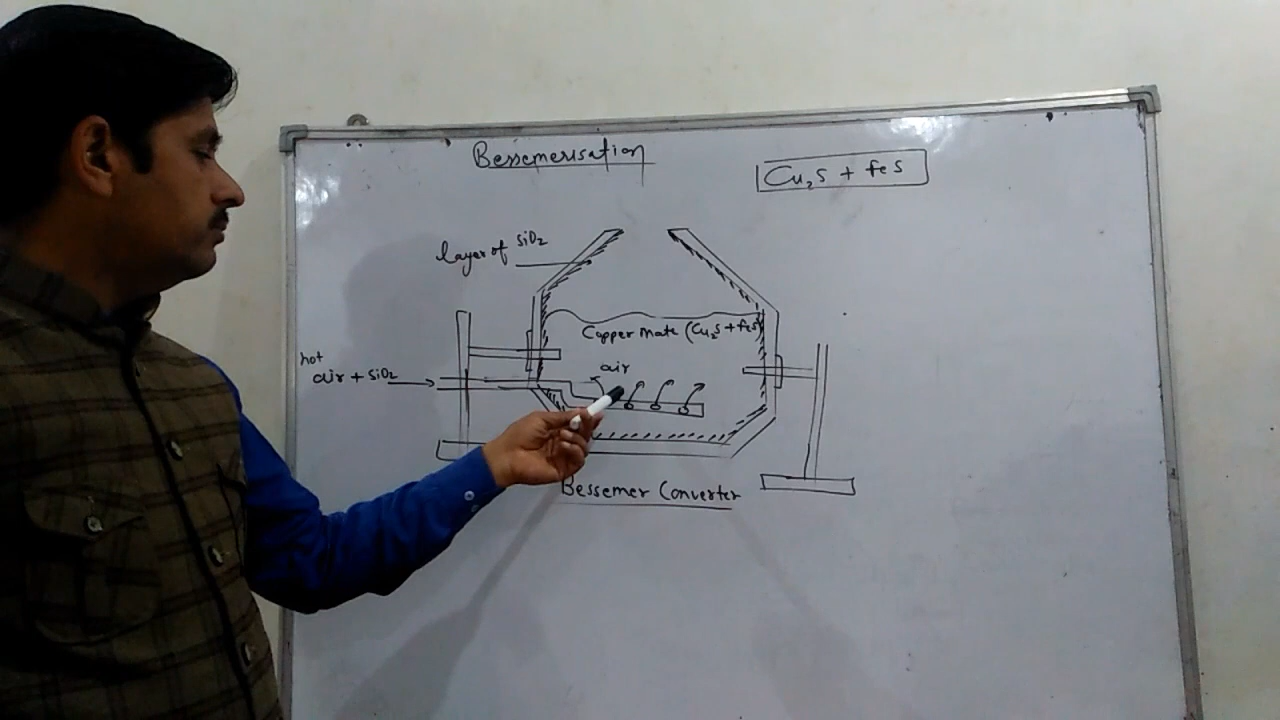 Bessemerisation
Cu2S + FeS
layer of SiO2
Copper Mate (Cu2S + FeS)
hot
air + SiO2
air
Bessemer Converter